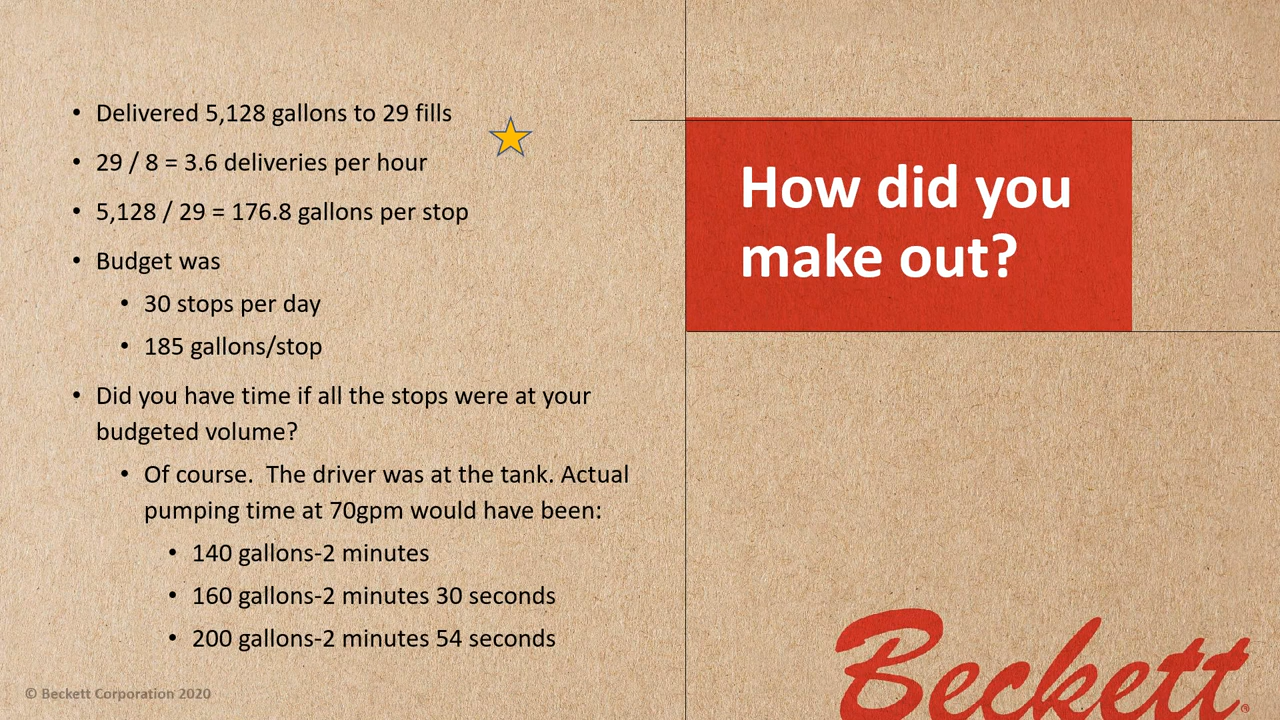 • Delivered 5,128 gallons to 29 fills
• 29 / 8 = 3.6 deliveries per hour
• 5,128 / 29 = 176.8 gallons per stop
• Budget was
• 30 stops per day
• 185 gallons/stop
• Did you have time if all the stops were at your
budgeted volume?
• Of course.  The driver was at the tank. Actual
pumping time at 70gpm would have been:
• 140 gallons-2 minutes
• 160 gallons-2 minutes 30 seconds
• 200 gallons-2 minutes 54 seconds
© Beckett Corporation 2020
How did you
make out?
Beckett®